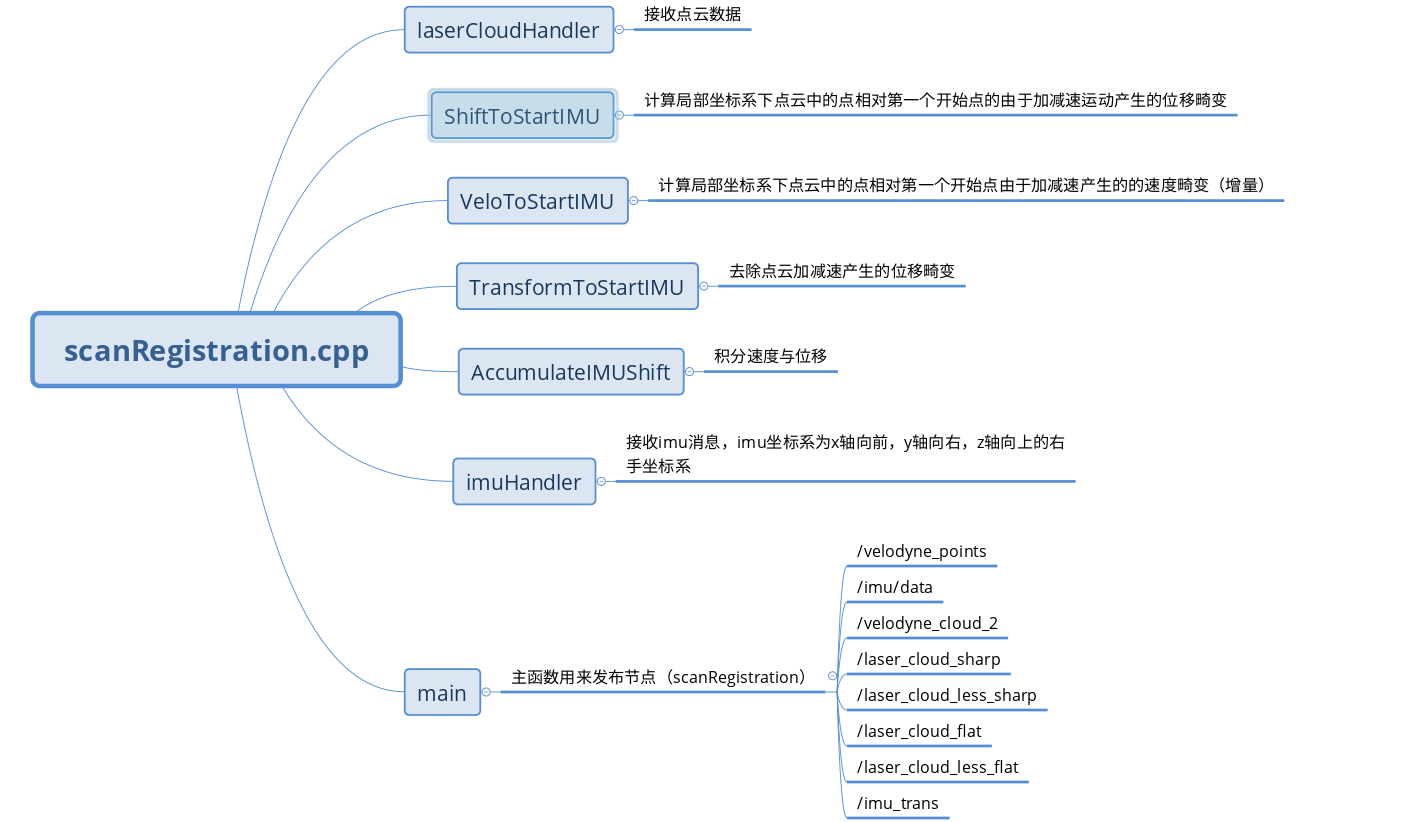 scanRegistration.cpp
laserCloudHandler
接收点云数据
ShiftToStartIMU
计算局部坐标系下点云中的点相对第一个开始点的由于加减速运动产生的位移畸变
VeloToStartIMU
计算局部坐标系下点云中的点相对第一个开始点由于加减速产生的的速度畸变（增量）
TransformToStartIMU
去除点云加减速产生的位移畸变
AccumulateIMUShift
积分速度与位移
imuHandler
接收imu消息，imu坐标系为x轴向前，y轴向右，z轴向上的右
手坐标系
main
主函数用来发布节点（scanRegistration）
/velodyne_points
/imu/data
/velodyne_cloud_2
/laser_cloud_sharp
/laser_cloud_less_sharp
/laser_cloud_flat
/laser_cloud_less_flat
/imu_trans